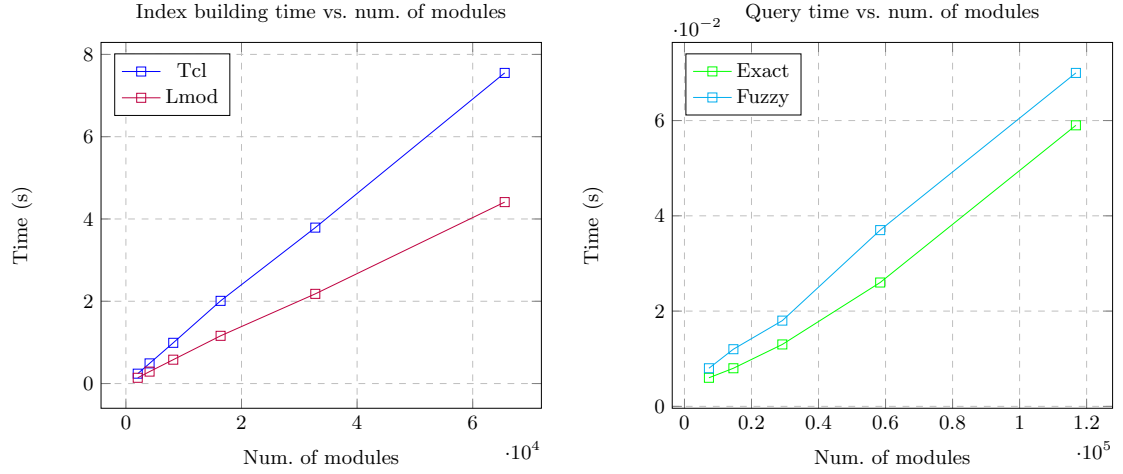 Index building time vs. num. of modules
Tcl
Lmod
Time (s)
8
6
4
2
0
0 2 4 6
·10^4
Num. of modules
Query time vs. num. of modules
·10^−2
Exact
Fuzzy
Time (s)
6
4
2
0
0 0.2 0.4 0.6 0.8 1 1.2
·10^5
Num. of modules